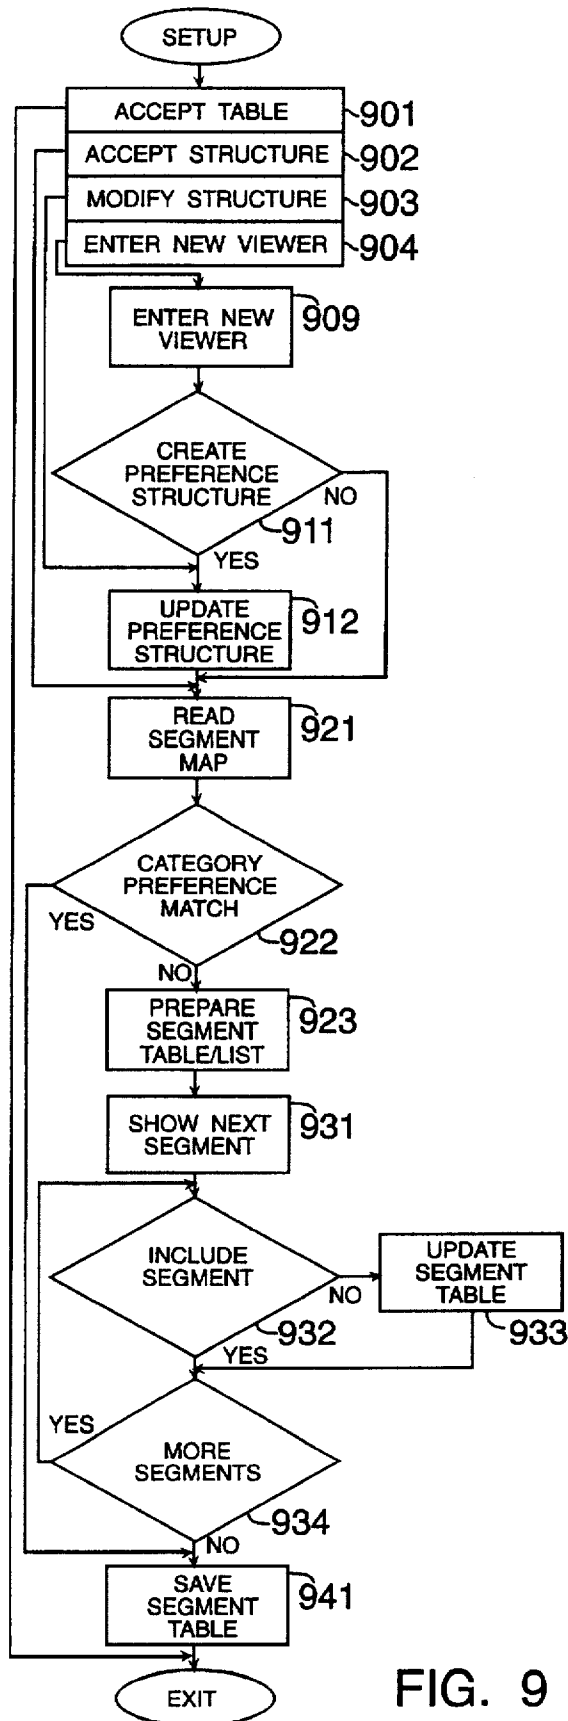 SETUP
ACCEPT TABLE
901
ACCEPT STRUCTURE
902
MODIFY STRUCTURE
903
ENTER NEW VIEWER
904
ENTER NEW
VIEWER
909
CREATE
PREFERENCE
STRUCTURE
NO
911
YES
UPDATE
PREFERENCE
STRUCTURE
912
READ
SEGMENT
MAP
921
CATEGORY
PREFERENCE
MATCH
YES
922
NO
PREPARE
SEGMENT
TABLE/LIST
923
SHOW NEXT
SEGMENT
931
INCLUDE
SEGMENT
NO
932
YES
UPDATE
SEGMENT
TABLE
933
MORE
SEGMENTS
YES
934
NO
SAVE
SEGMENT
TABLE
941
EXIT
FIG. 9